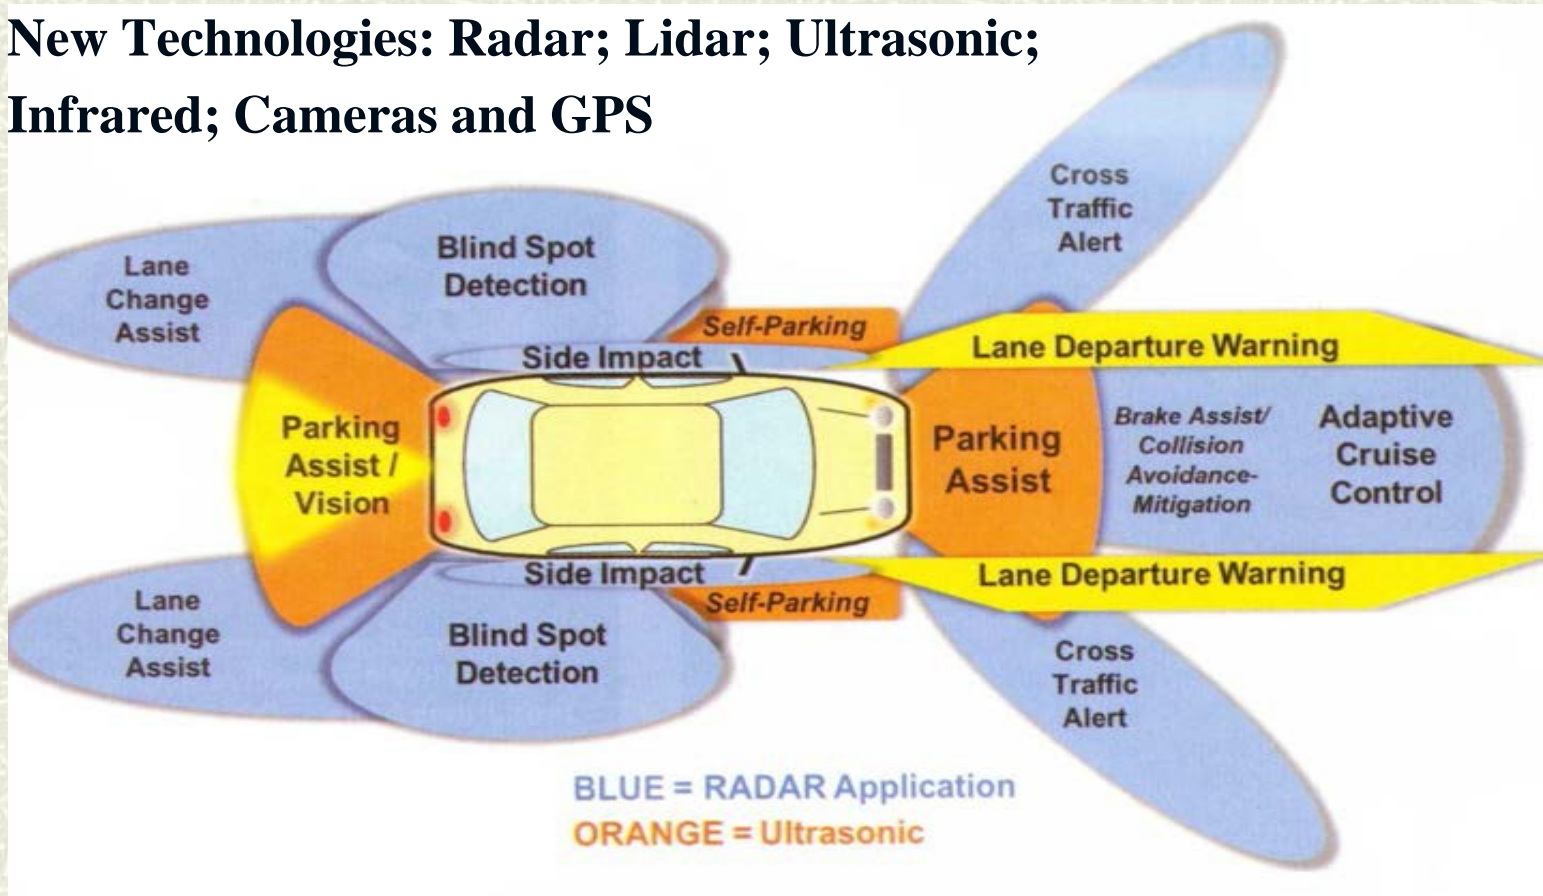 New Technologies: Radar; Lidar; Ultrasonic;
Infrared; Cameras and GPS
Cross
Traffic
Alert
Blind Spot
Detection
Lane
Change
Assist
Self-Parking
Side Impact
Lane Departure Warning
Parking
Assist /
Vision
Parking
Assist
Brake Assist/
Collision
Avoidance-
Mitigation
Adaptive
Cruise
Control
Side Impact
Lane Departure Warning
Self-Parking
Lane
Change
Assist
Blind Spot
Detection
Cross
Traffic
Alert
BLUE = RADAR Application
ORANGE = Ultrasonic